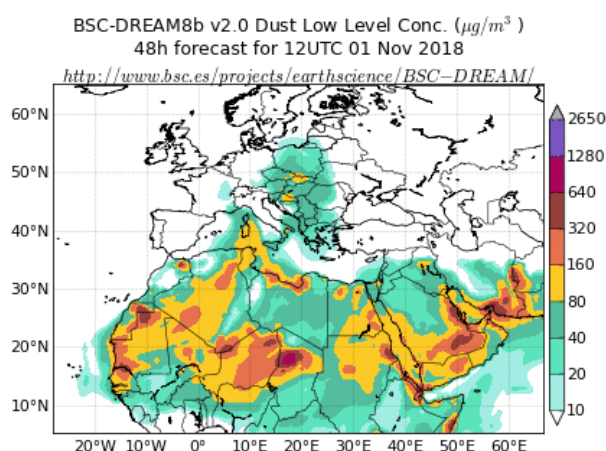 BSC-DREAM8b v2.0 Dust Low Level Conc. (μg/m³ )
48h forecast for 12UTC 01 Nov 2018
http://www.bsc.es/projects/earthscience/BSC−DREAM/
60°N
50°N
40°N
30°N
20°N
10°N
20°W 10°W 0° 10°E 20°E 30°E 40°E 50°E 60°E
2650
1280
640
320
160
80
40
20
10